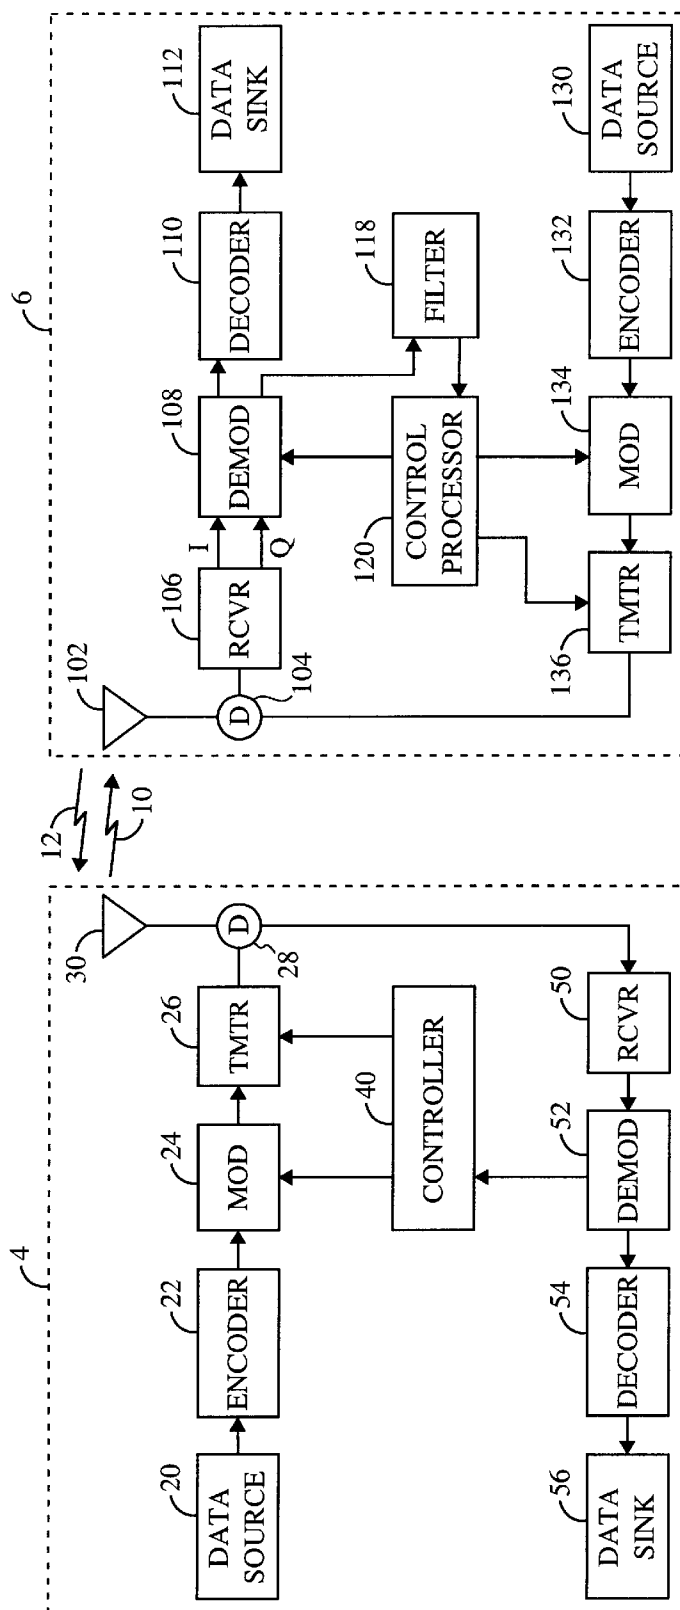 4
20
DATA
SOURCE
22
ENCODER
24
MOD
26
TMTR
30
D
28
40
CONTROLLER
50
RCVR
52
DEMOD
54
DECODER
56
DATA
SINK
12
10
6
102
D
104
106
RCVR
I
Q
108
DEMOD
110
DECODER
112
DATA
SINK
118
FILTER
120
CONTROL
PROCESSOR
130
DATA
SOURCE
132
ENCODER
134
MOD
136
TMTR